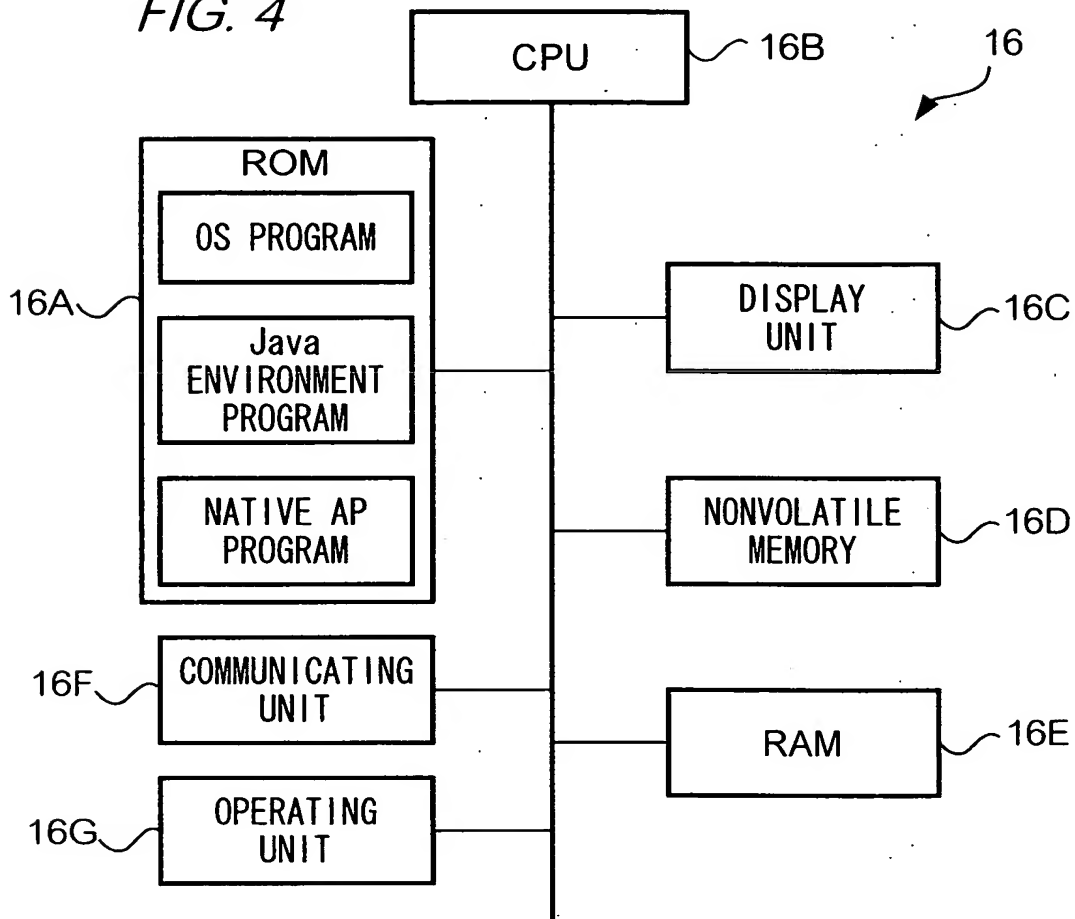 FIG. 4
CPU
16B
16
ROM
OS PROGRAM
16A
Java
ENVIRONMENT
PROGRAM
NATIVE AP
PROGRAM
DISPLAY
UNIT
16C
NONVOLATILE
MEMORY
16D
COMMUNICATING
UNIT
16F
RAM
16E
OPERATING
UNIT
16G